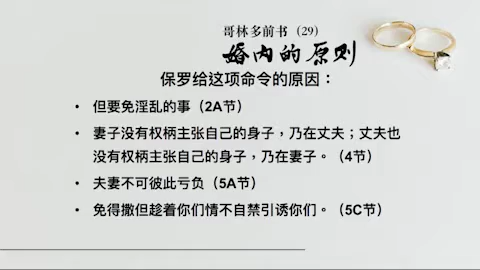 哥林多前书（29）
婚内的原则
保罗给这项命令的原因：
• 但要免淫乱的事（2A节）
• 妻子没有权柄主张自己的身子，乃在丈夫；丈夫也
没有权柄主张自己的身子，乃在妻子。（4节）
• 夫妻不可彼此亏负（5A节）
• 免得撒但趁着你们情不自禁引诱你们。（5C节）